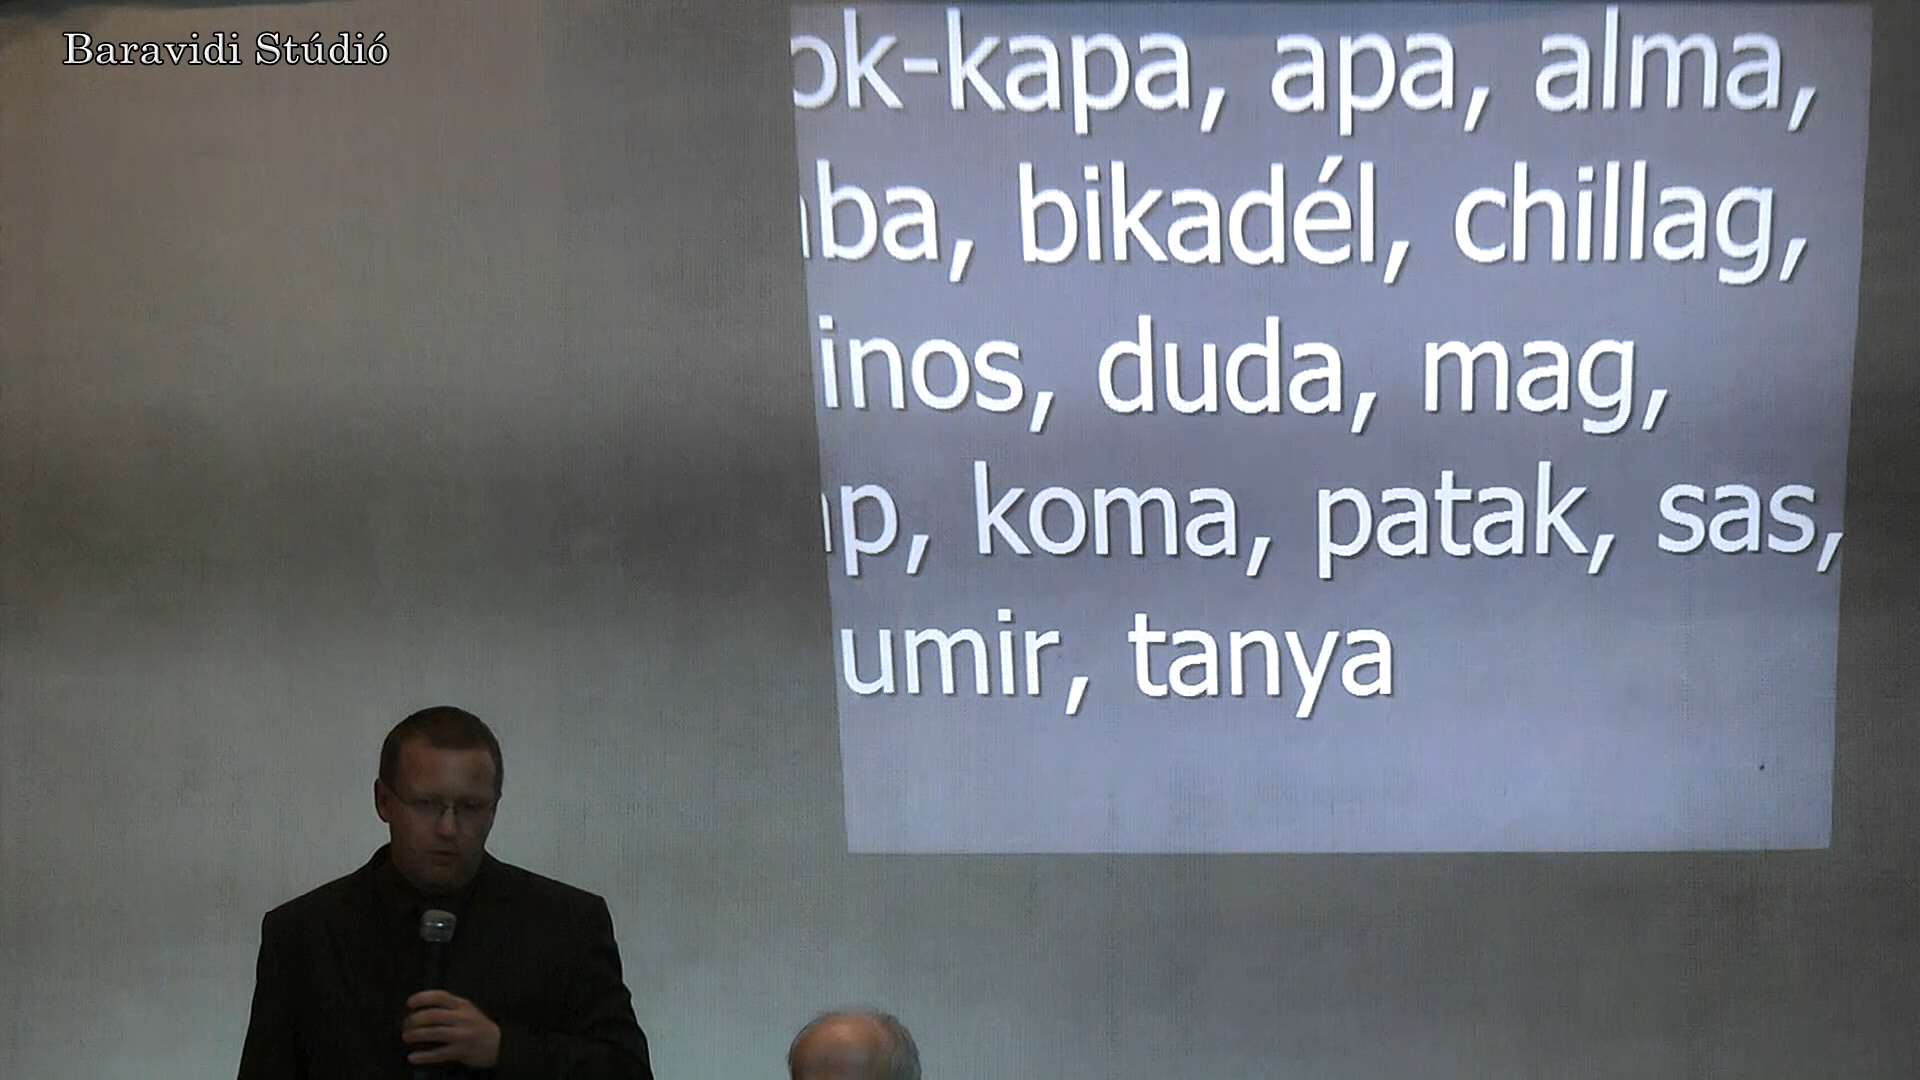 Baravidi Stúdió
ok-kapa, apa, alma,
ba, bikadél, chillag,
inos, duda, mag,
p, koma, patak, sas,
umir, tanya